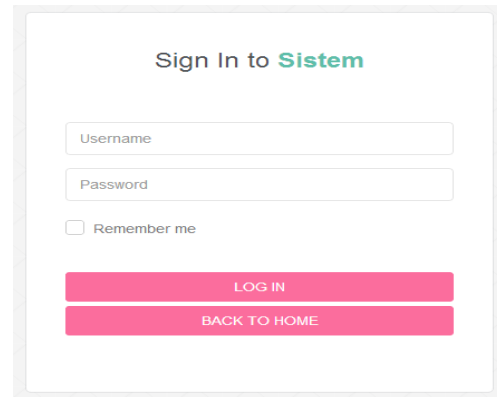 Sign In to Sistem
Username
Password
Remember me
LOG IN
BACK TO HOME